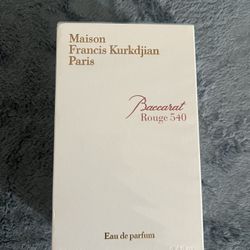 Maison
Francis Kurkdjian
Paris
Baccarat
Rouge 540
Eau de parfum